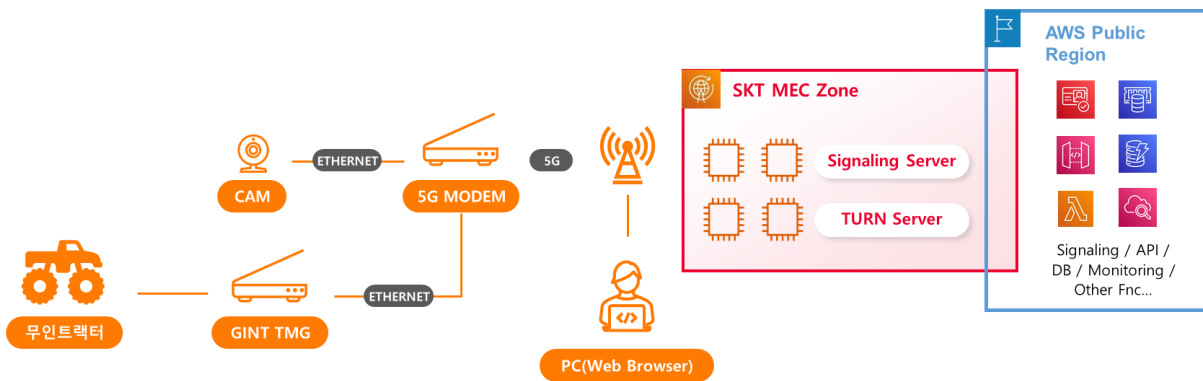 AWS Public
Region
SKT MEC Zone
ETHERNET
5G
CAM
5G MODEM
Signaling Server
TURN Server
Signaling / API /
DB / Monitoring /
Other Fnc...
ETHERNET
무인트랙터
GINT TMG
</>
PC(Web Browser)